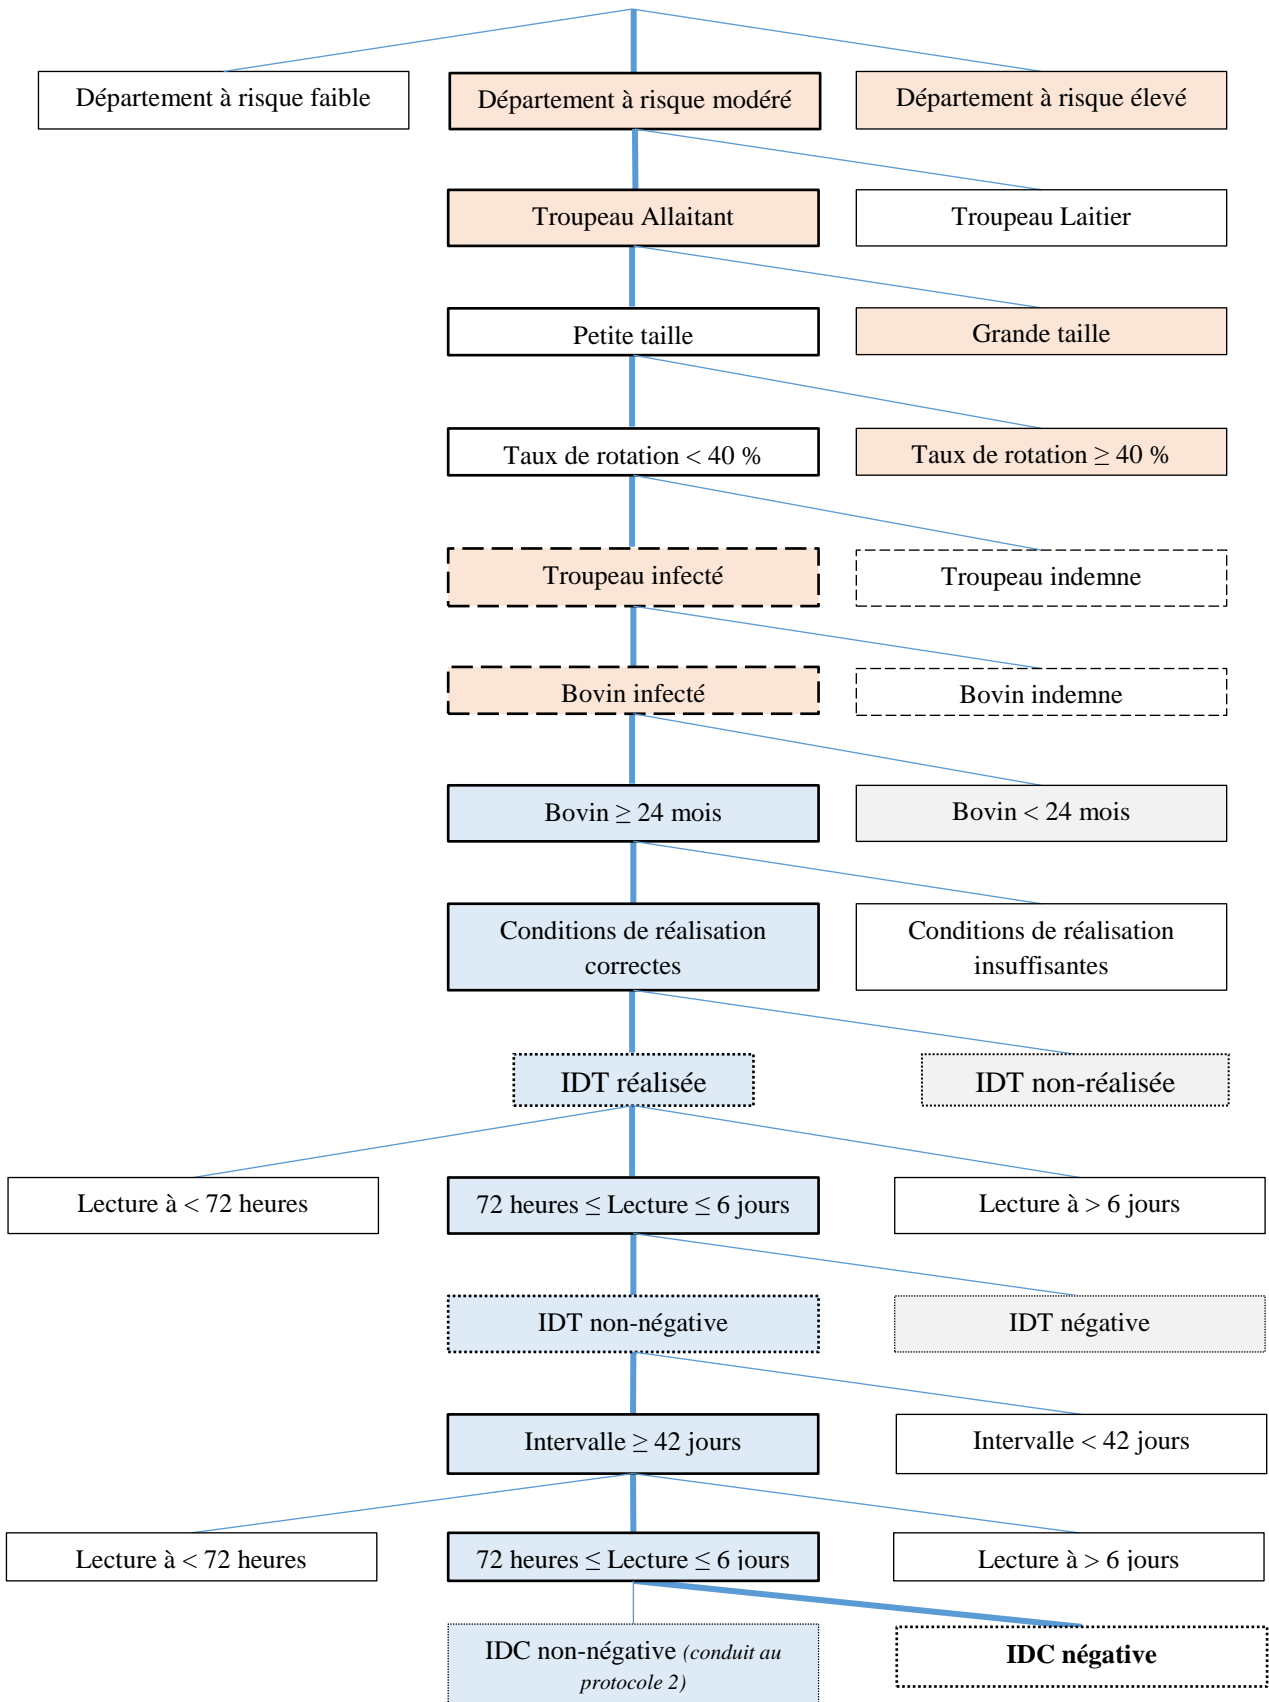 Département à risque faible
Département à risque modéré
Département à risque élevé
Troupeau Allaitant
Troupeau Laitier
Petite taille
Grande taille
Taux de rotation < 40 %
Taux de rotation ≥ 40 %
Troupeau infecté
Troupeau indemne
Bovin infecté
Bovin indemne
Bovin ≥ 24 mois
Bovin < 24 mois
Conditions de réalisation
correctes
Conditions de réalisation
insuffisantes
IDT réalisée
IDT non-réalisée
Lecture à < 72 heures
72 heures ≤ Lecture ≤ 6 jours
Lecture à > 6 jours
IDT non-négative
IDT négative
Intervalle ≥ 42 jours
Intervalle < 42 jours
Lecture à < 72 heures
72 heures ≤ Lecture ≤ 6 jours
Lecture à > 6 jours
IDC non-négative (conduit au
protocole 2)
IDC négative